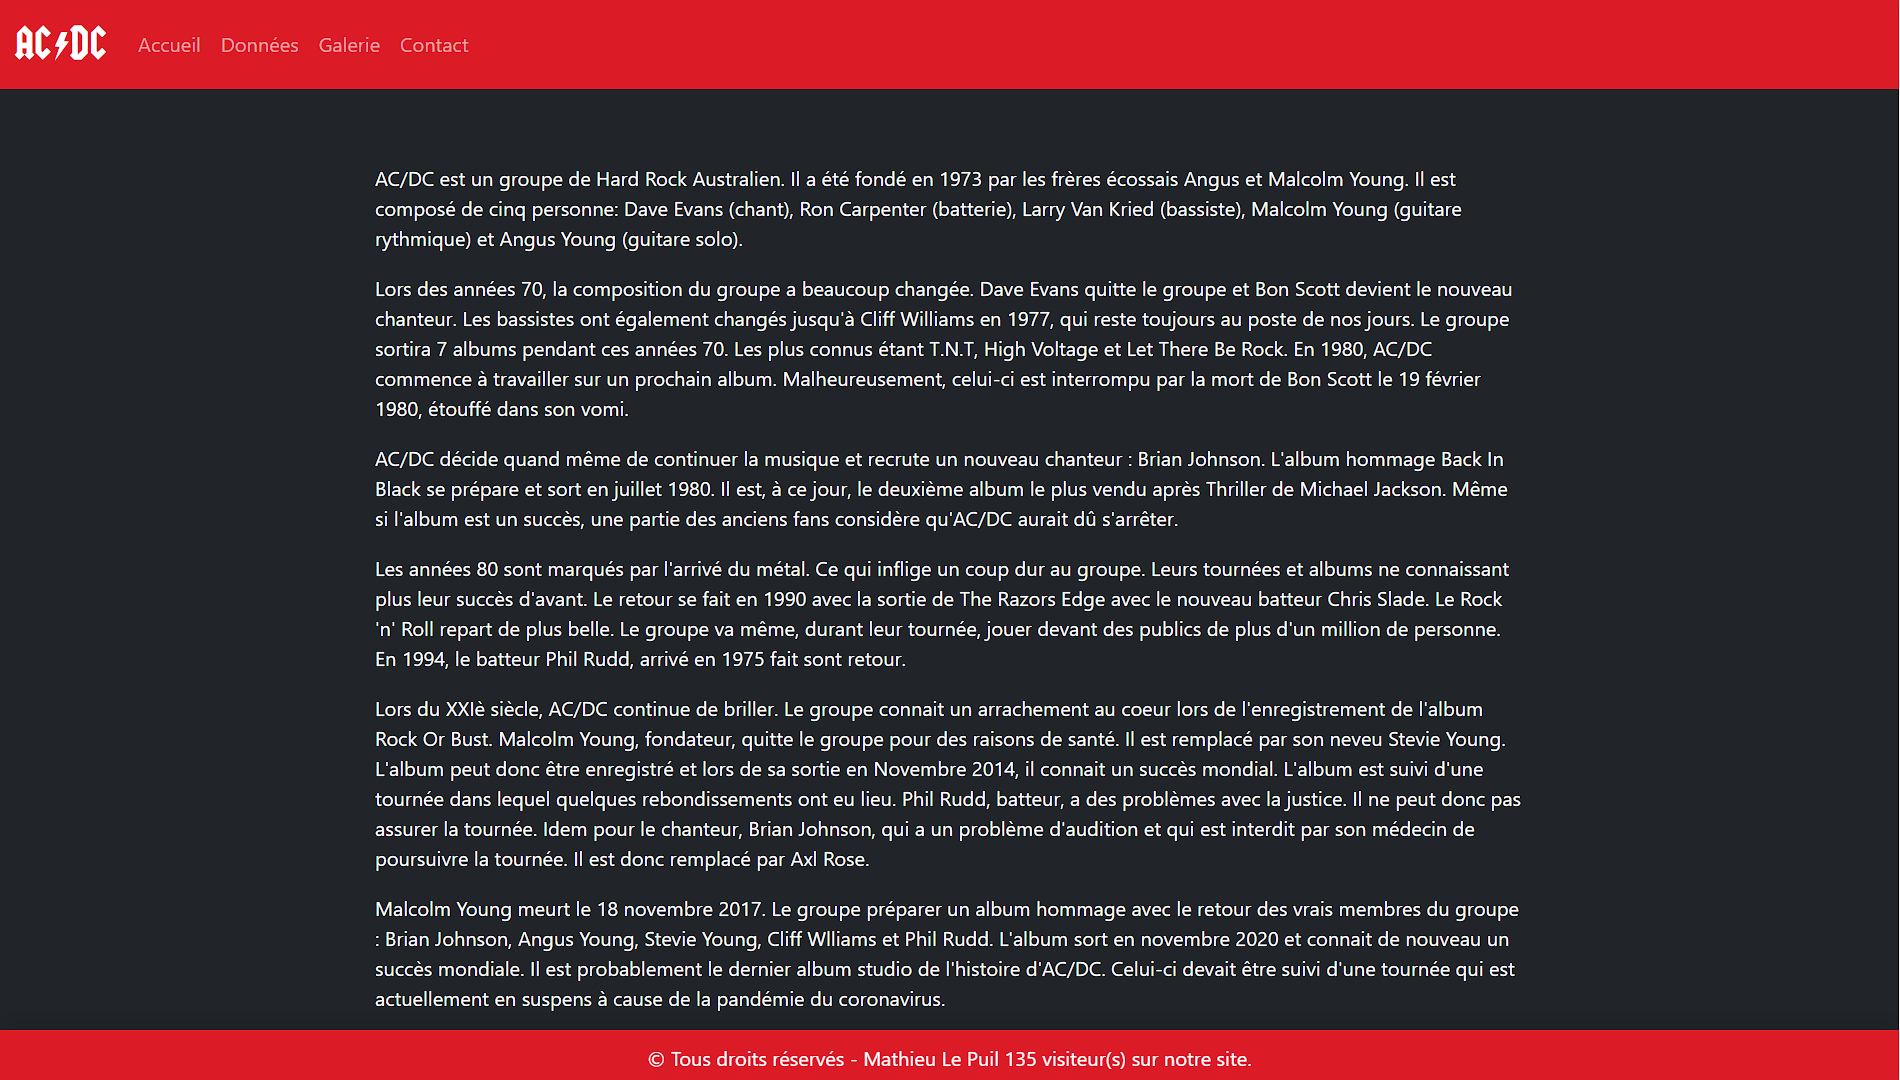 AC/DC
Accueil Données Galerie Contact
AC/DC est un groupe de Hard Rock Australien. Il a été fondé en 1973 par les frères écossais Angus et Malcolm Young. Il est
composé de cinq personne: Dave Evans (chant), Ron Carpenter (batterie), Larry Van Kried (bassiste), Malcolm Young (guitare
rythmique) et Angus Young (guitare solo).
Lors des années 70, la composition du groupe a beaucoup changée. Dave Evans quitte le groupe et Bon Scott devient le nouveau
chanteur. Les bassistes ont également changés jusqu'à Cliff Williams en 1977, qui reste toujours au poste de nos jours. Le groupe
sortira 7 albums pendant ces années 70. Les plus connus étant T.N.T, High Voltage et Let There Be Rock. En 1980, AC/DC
commence à travailler sur un prochain album. Malheureusement, celui-ci est interrompu par la mort de Bon Scott le 19 février
1980, étouffé dans son vomi.
AC/DC décide quand même de continuer la musique et recrute un nouveau chanteur : Brian Johnson. L'album hommage Back In
Black se prépare et sort en juillet 1980. Il est, à ce jour, le deuxième album le plus vendu après Thriller de Michael Jackson. Même
si l'album est un succès, une partie des anciens fans considère qu'AC/DC aurait dû s'arrêter.
Les années 80 sont marqués par l'arrivé du métal. Ce qui inflige un coup dur au groupe. Leurs tournées et albums ne connaissant
plus leur succès d'avant. Le retour se fait en 1990 avec la sortie de The Razors Edge avec le nouveau batteur Chris Slade. Le Rock
'n' Roll repart de plus belle. Le groupe va même, durant leur tournée, jouer devant des publics de plus d'un million de personne.
En 1994, le batteur Phil Rudd, arrivé en 1975 fait sont retour.
Lors du XXIè siècle, AC/DC continue de briller. Le groupe connait un arrachement au coeur lors de l'enregistrement de l'album
Rock Or Bust. Malcolm Young, fondateur, quitte le groupe pour des raisons de santé. Il est remplacé par son neveu Stevie Young.
L'album peut donc être enregistré et lors de sa sortie en Novembre 2014, il connait un succès mondial. L'album est suivi d'une
tournée dans lequel quelques rebondissements ont eu lieu. Phil Rudd, batteur, a des problèmes avec la justice. Il ne peut donc pas
assurer la tournée. Idem pour le chanteur, Brian Johnson, qui a un problème d'audition et qui est interdit par son médecin de
poursuivre la tournée. Il est donc remplacé par Axl Rose.
Malcolm Young meurt le 18 novembre 2017. Le groupe préparer un album hommage avec le retour des vrais membres du groupe
: Brian Johnson, Angus Young, Stevie Young, Cliff Wlliams et Phil Rudd. L'album sort en novembre 2020 et connait de nouveau un
succès mondiale. Il est probablement le dernier album studio de l'histoire d'AC/DC. Celui-ci devait être suivi d'une tournée qui est
actuellement en suspens à cause de la pandémie du coronavirus.
© Tous droits réservés - Mathieu Le Puil 135 visiteur(s) sur notre site.